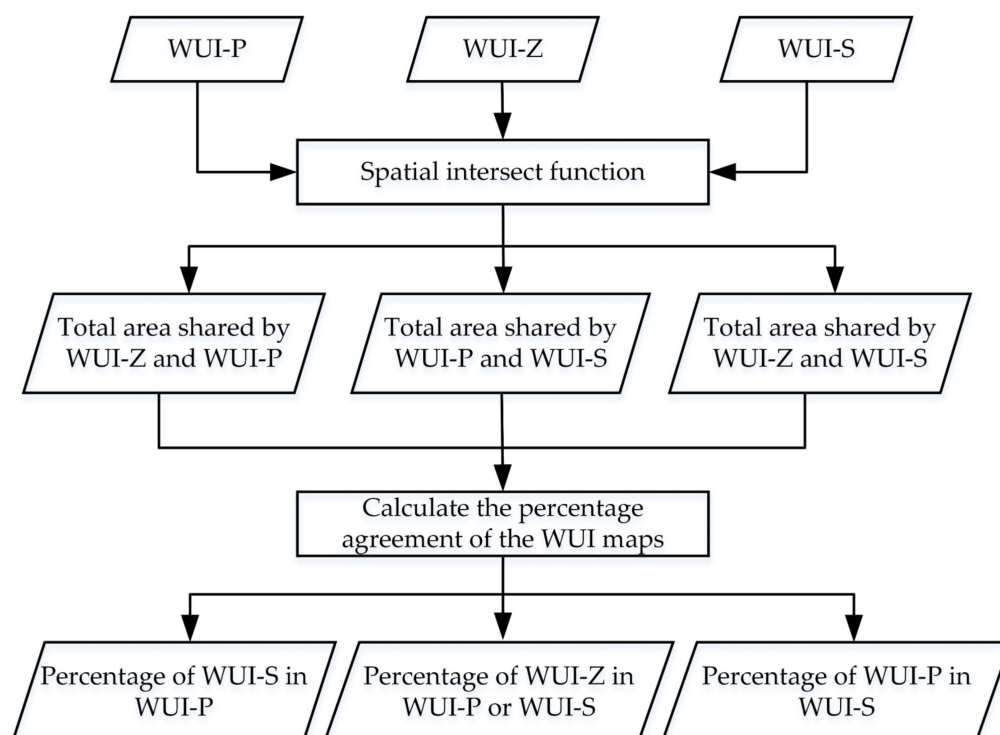 WUI-P
WUI-Z
WUI-S
Spatial intersect function
Total area shared by
WUI-Z and WUI-P
Total area shared by
WUI-P and WUI-S
Total area shared by
WUI-Z and WUI-S
Calculate the percentage
agreement of the WUI maps
Percentage of WUI-S in
WUI-P
Percentage of WUI-Z in
WUI-P or WUI-S
Percentage of WUI-P in
WUI-S